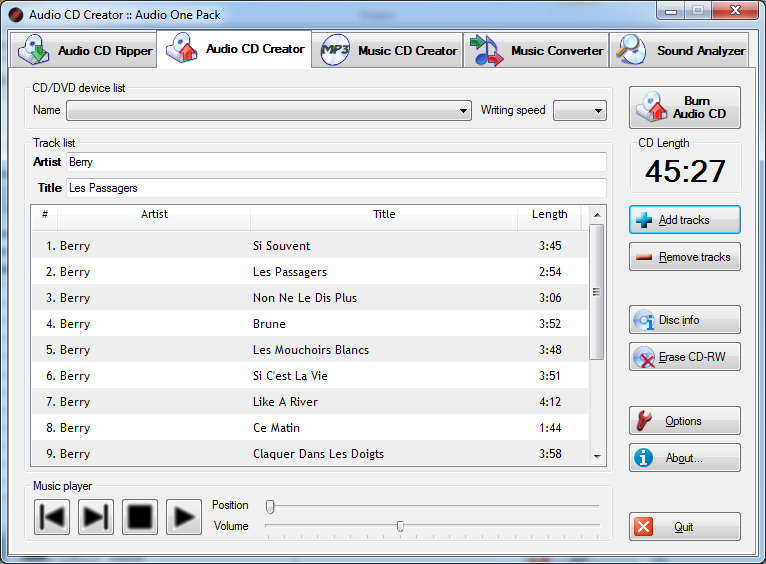 Audio CD Creator :: Audio One Pack
Audio CD Ripper
Audio CD Creator
MP3
Music CD Creator
Music Converter
Sound Analyzer
CD/DVD device list
Name
Writing speed
Burn
Audio CD
CD Length
45:27
Track list
Artist Berry
Title Les Passagers
# Artist Title Length
1. Berry Si Souvent 3:45
2. Berry Les Passagers 2:54
3. Berry Non Ne Le Dis Plus 3:06
4. Berry Brune 3:52
5. Berry Les Mouchoirs Blancs 3:48
6. Berry Si C'est La Vie 3:51
7. Berry Like A River 4:12
8. Berry Ce Matin 1:44
9. Berry Claquer Dans Les Doigts 3:58
Add tracks
Remove tracks
Disc info
Erase CD-RW
Options
About...
Quit
Music player
Position
Volume